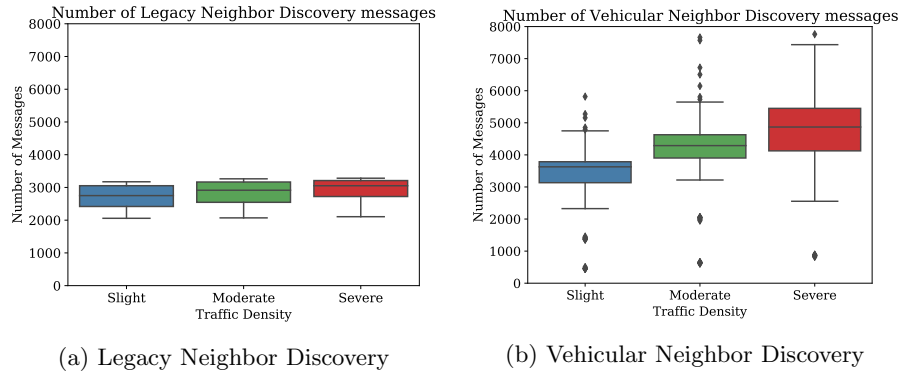 Number of Legacy Neighbor Discovery messages
8000
7000
6000
5000
4000
3000
2000
1000
0
Number of Messages
Slight
Moderate
Severe
Traffic Density
(a) Legacy Neighbor Discovery
Number of Vehicular Neighbor Discovery messages
8000
7000
6000
5000
4000
3000
2000
1000
0
Number of Messages
Slight
Moderate
Severe
Traffic Density
(b) Vehicular Neighbor Discovery